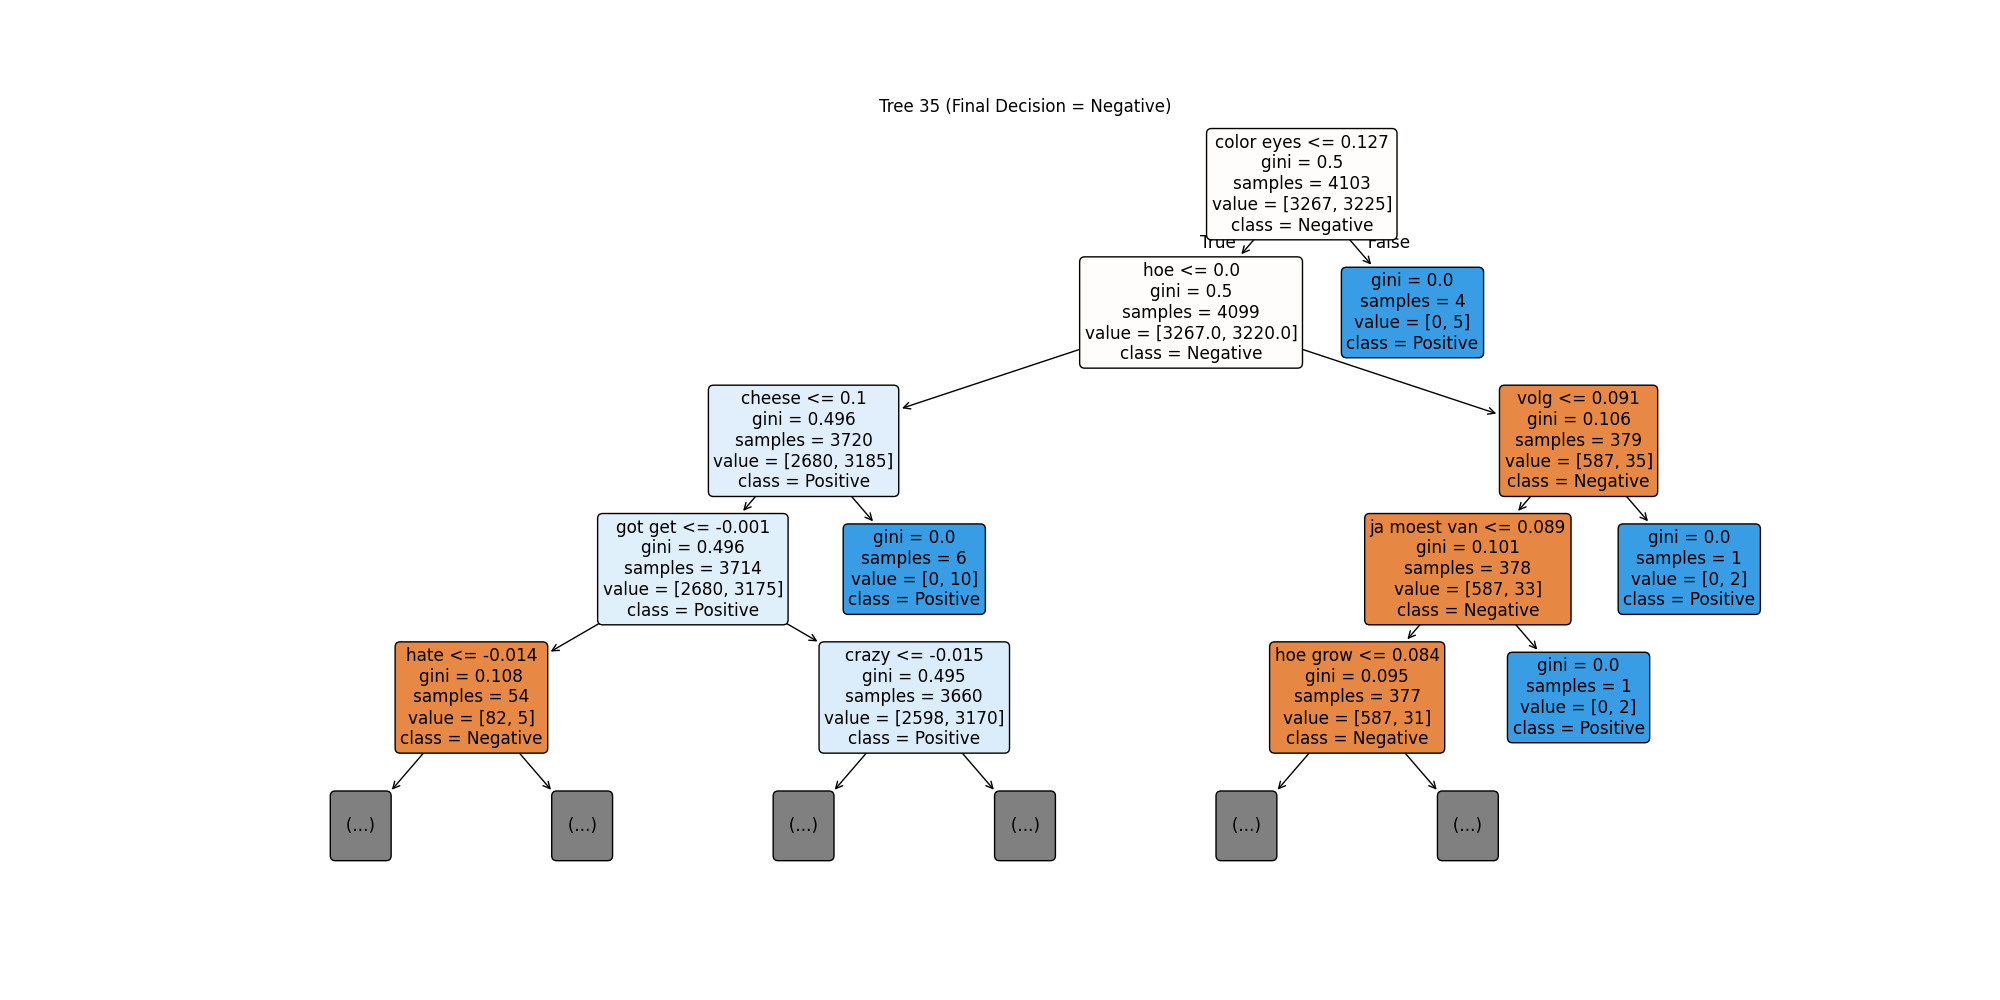 Tree 35 (Final Decision = Negative)
color eyes <= 0.127
gini = 0.5
samples = 4103
value = [3267, 3225]
class = Negative
True
False
hoe <= 0.0
gini = 0.5
samples = 4099
value = [3267.0, 3220.0]
class = Negative
gini = 0.0
samples = 4
value = [0, 5]
class = Positive
cheese <= 0.1
gini = 0.496
samples = 3720
value = [2680, 3185]
class = Positive
volg <= 0.091
gini = 0.106
samples = 379
value = [587, 35]
class = Negative
got get <= -0.001
gini = 0.496
samples = 3714
value = [2680, 3175]
class = Positive
gini = 0.0
samples = 6
value = [0, 10]
class = Positive
ja moest van <= 0.089
gini = 0.101
samples = 378
value = [587, 33]
class = Negative
gini = 0.0
samples = 1
value = [0, 2]
class = Positive
hate <= -0.014
gini = 0.108
samples = 54
value = [82, 5]
class = Negative
crazy <= -0.015
gini = 0.495
samples = 3660
value = [2598, 3170]
class = Positive
hoe grow <= 0.084
gini = 0.095
samples = 377
value = [587, 31]
class = Negative
gini = 0.0
samples = 1
value = [0, 2]
class = Positive
(...)
(...)
(...)
(...)
(...)
(...)